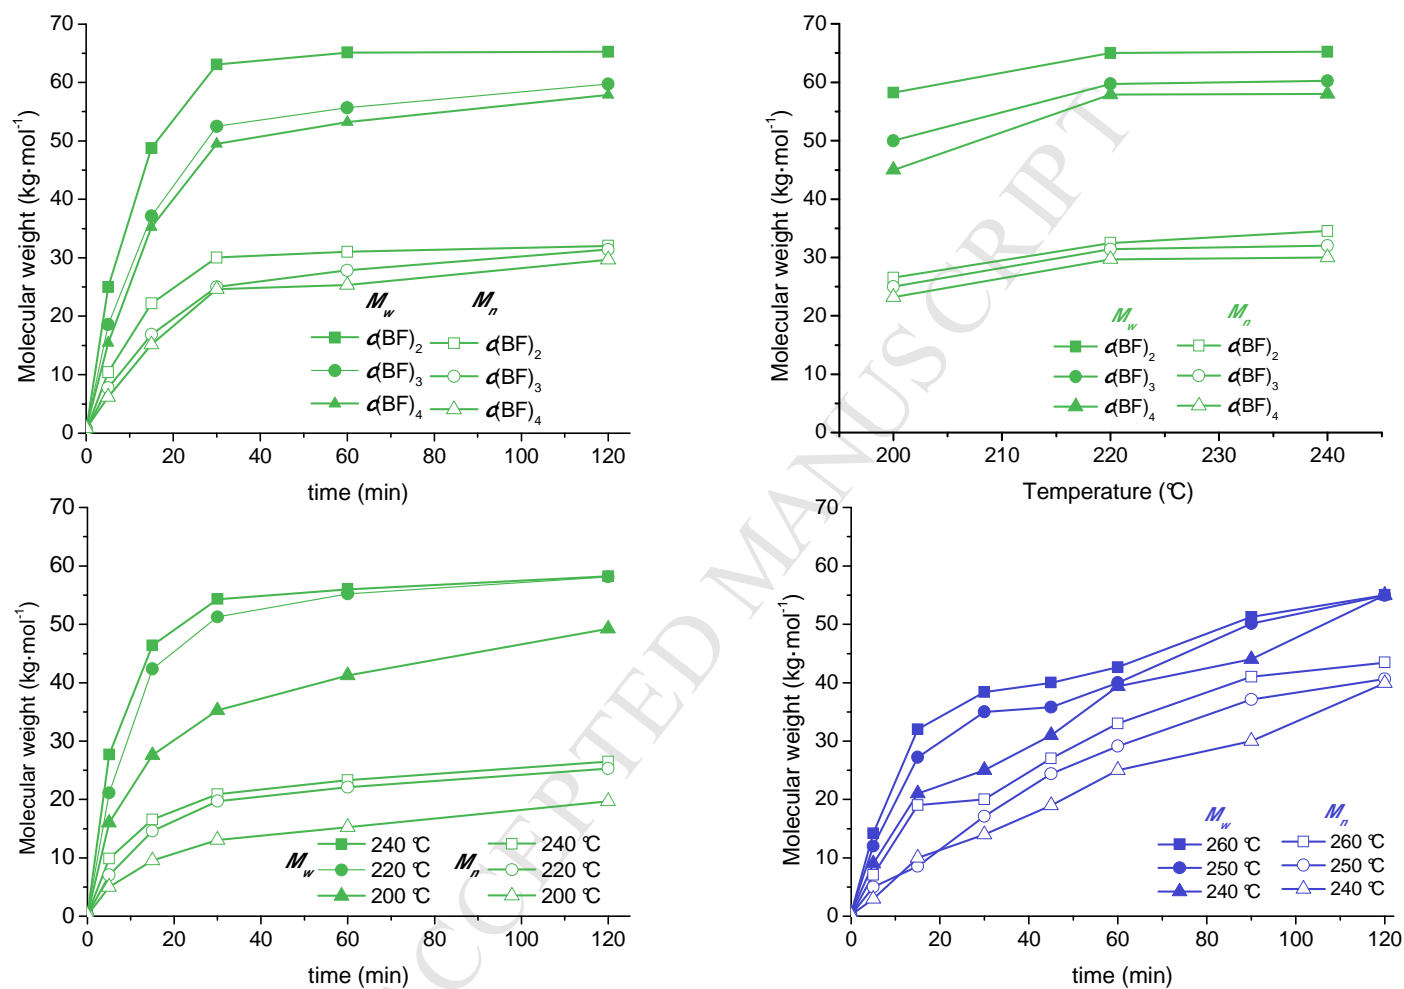 70
60
50
40
30
20
10
0
Molecular weight (kg·mol⁻¹)
Mw Mn
c(BF)₂ c(BF)₂
c(BF)₃ c(BF)₃
c(BF)₄ c(BF)₄
0 20 40 60 80 100 120
time (min)
70
60
50
40
30
20
10
0
Molecular weight (kg·mol⁻¹)
Mw Mn
c(BF)₂ c(BF)₂
c(BF)₃ c(BF)₃
c(BF)₄ c(BF)₄
200 210 220 230 240
Temperature (°C)
70
60
50
40
30
20
10
0
Molecular weight (kg·mol⁻¹)
240 °C 240 °C
Mw 220 °C Mn 220 °C
200 °C 200 °C
0 20 40 60 80 100 120
time (min)
70
60
50
40
30
20
10
0
Molecular weight (kg·mol⁻¹)
Mw Mn
260 °C 260 °C
250 °C 250 °C
240 °C 240 °C
0 20 40 60 80 100 120
time (min)
CCEPTED MANUSCRIPT